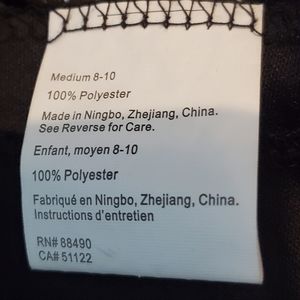 Medium 8-10
100% Polyester
Made in Ningbo, Zhejiang, China.
See Reverse for Care.
Enfant, moyen 8-10
100% Polyester
Fabriqué en Ningbo, Zhejiang, China.
Instructions d'entretien
RN# 88490
CA# 51122